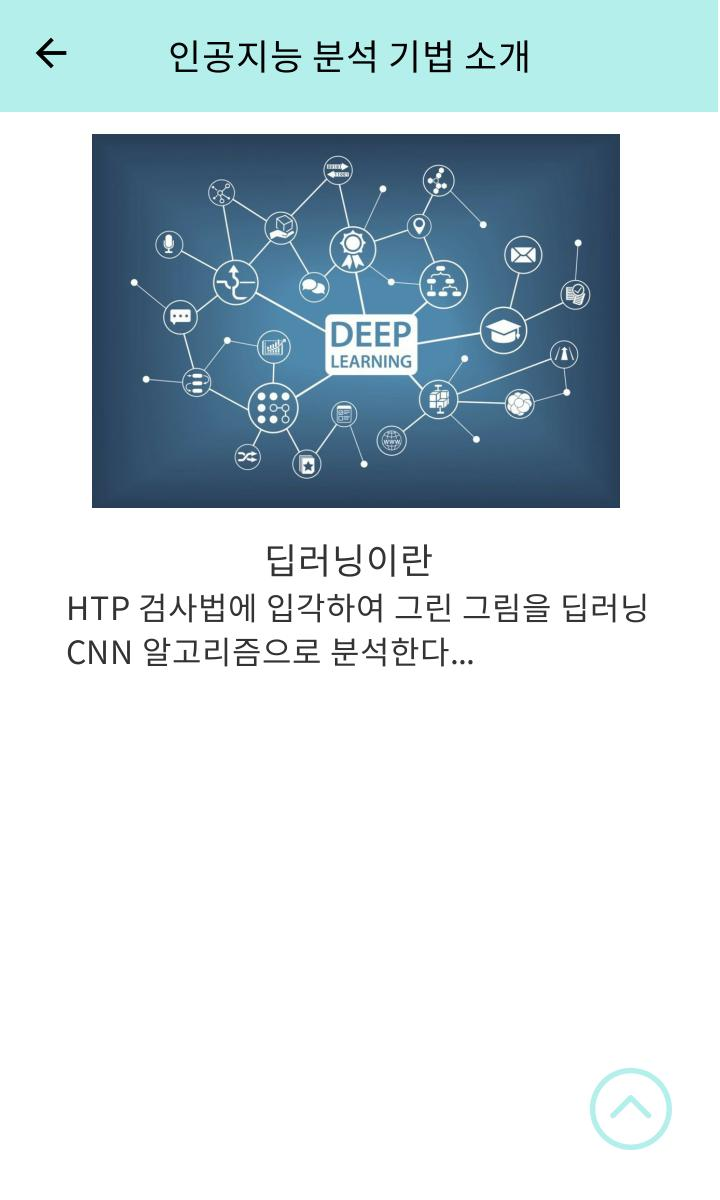 인공지능 분석 기법 소개
DEEP
LEARNING
WWW
딥러닝이란
HTP 검사법에 입각하여 그린 그림을 딥러닝
CNN 알고리즘으로 분석한다...